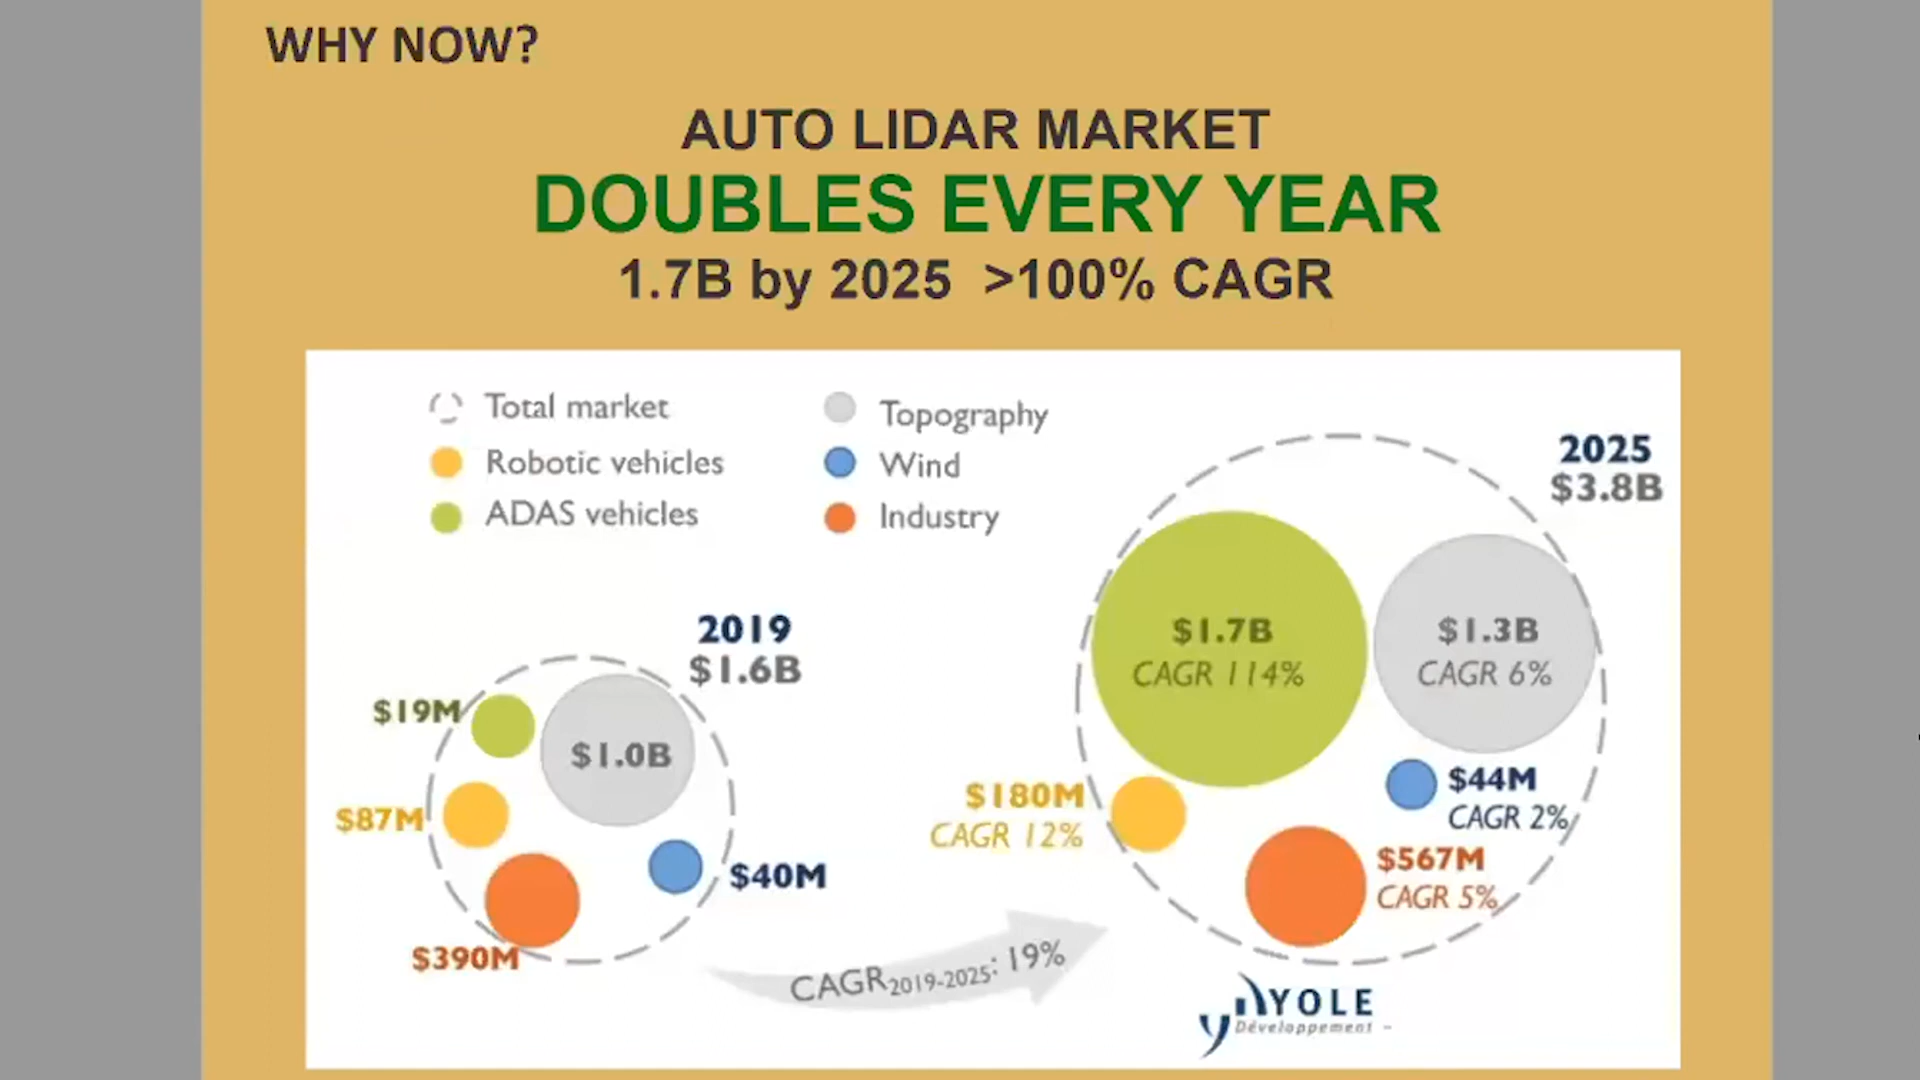 WHY NOW?
AUTO LIDAR MARKET
DOUBLES EVERY YEAR
1.7B by 2025 >100% CAGR
Total market
Robotic vehicles
ADAS vehicles
Topography
Wind
Industry
2019
$1.6B
$19M
$1.0B
$87M
$40M
$390M
CAGR2019-2025: 19%
2025
$3.8B
$1.7B
CAGR 114%
$1.3B
CAGR 6%
$180M
CAGR 12%
$44M
CAGR 2%
$567M
CAGR 5%
YOLE
Développement